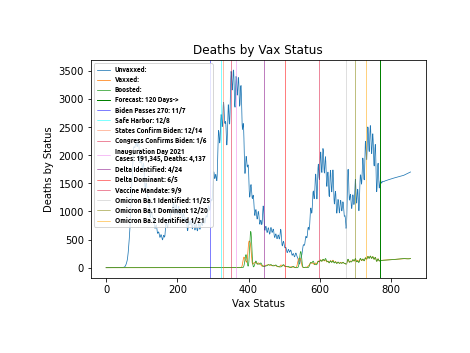 Deaths by Vax Status
Deaths by Status
3500
3000
2500
2000
1500
1000
500
0
Unvaxxed:
Vaxxed:
Boosted:
Forecast: 120 Days->
Biden Passes 270: 11/7
Safe Harbor: 12/8
States Confirm Biden: 12/14
Congress Confirms Biden: 1/6
Inauguration Day 2021
Cases: 191,345, Deaths: 4,137
Delta Identified: 4/24
Delta Dominant: 6/5
Vaccine Mandate: 9/9
Omicron Ba.1 Identified: 11/25
Omicron Ba.1 Dominant 12/20
Omicron Ba.2 Identified 1/21
0 200 400 600 800
Vax Status